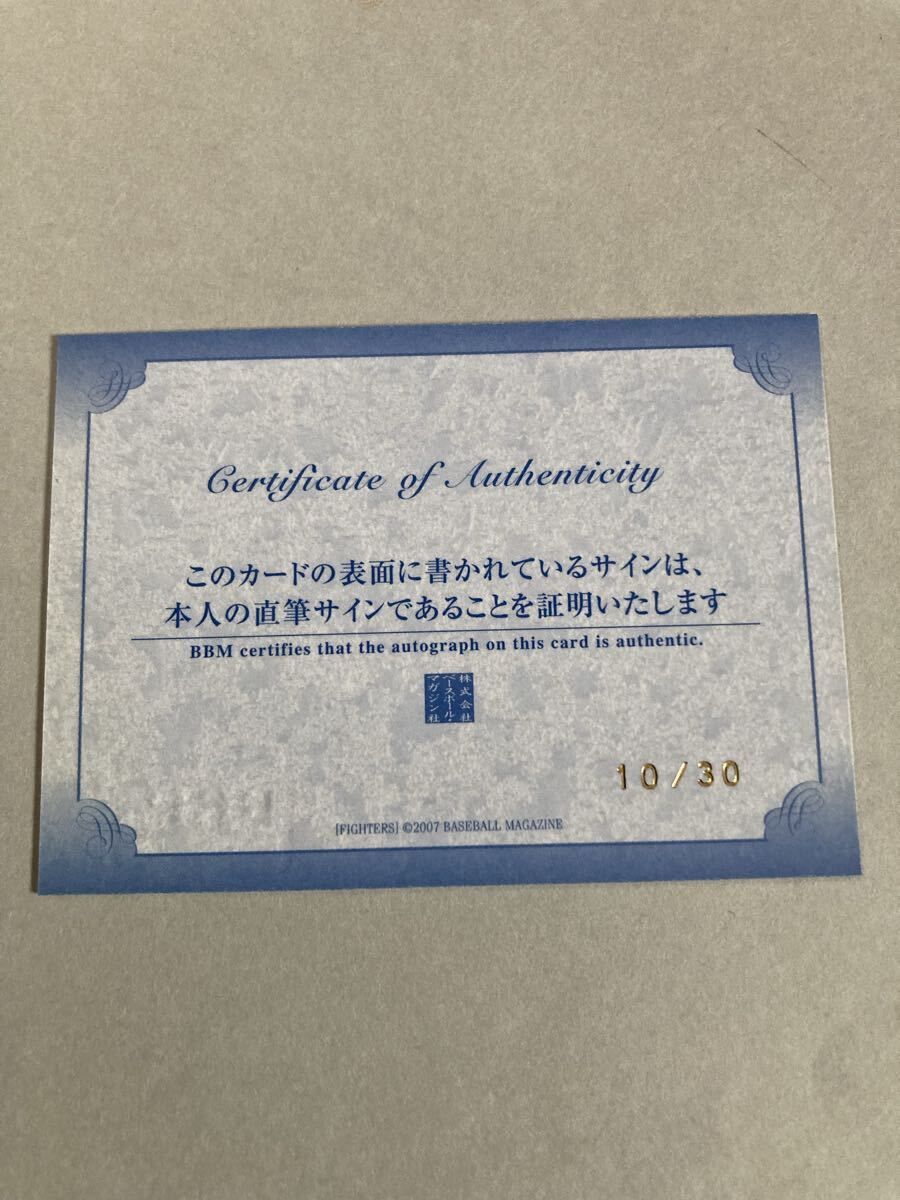 Certificate of Authenticity
このカードの表面に書かれているサインは、
本人の直筆サインであることを証明いたします
BBM certifies that the autograph on this card is authentic.
株式会社
ベースボール・
マガジン社
10/30
[FIGHTERS] ©2007 BASEBALL MAGAZINE